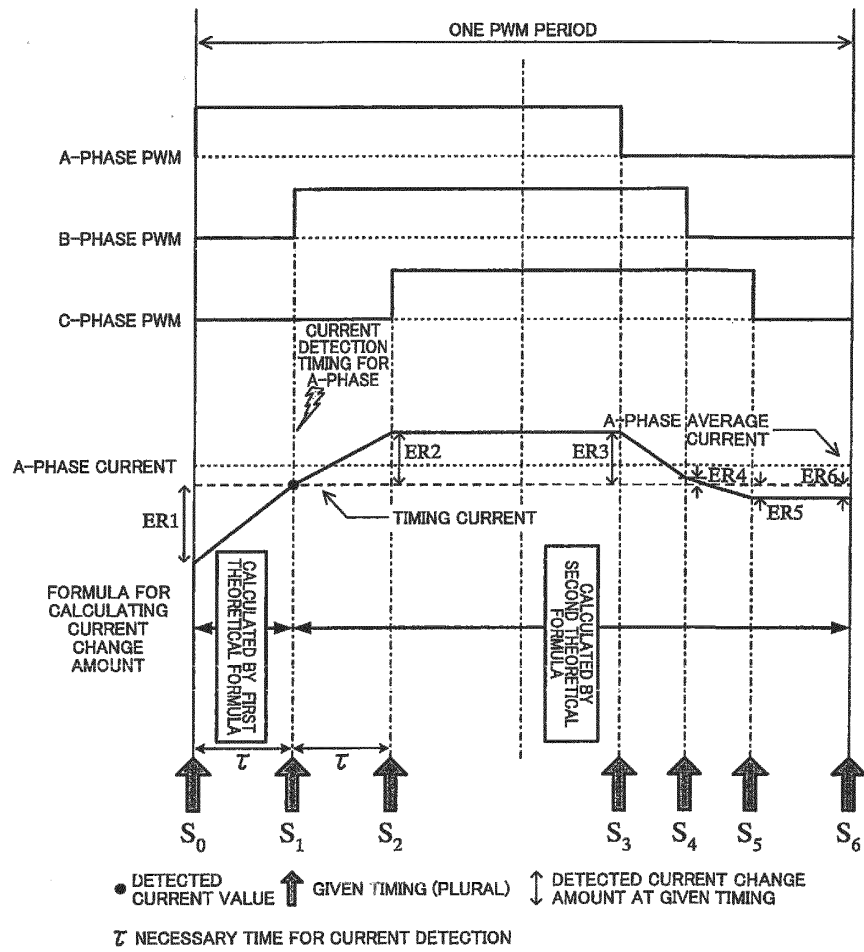 ONE PWM PERIOD
A-PHASE PWM
B-PHASE PWM
C-PHASE PWM
CURRENT
DETECTION
TIMING FOR
A-PHASE
A-PHASE AVERAGE
CURRENT
A-PHASE CURRENT
ER1
ER2
ER3
ER4
ER5
ER6
TIMING CURRENT
FORMULA FOR
CALCULATING
CURRENT
CHANGE
AMOUNT
CALCULATED BY FIRST
THEORETICAL FORMULA
CALCULATED BY
SECOND THEORETICAL
FORMULA
τ
τ
S0
S1
S2
S3
S4
S5
S6
DETECTED
CURRENT VALUE
GIVEN TIMING (PLURAL)
DETECTED CURRENT CHANGE
AMOUNT AT GIVEN TIMING
τ NECESSARY TIME FOR CURRENT DETECTION